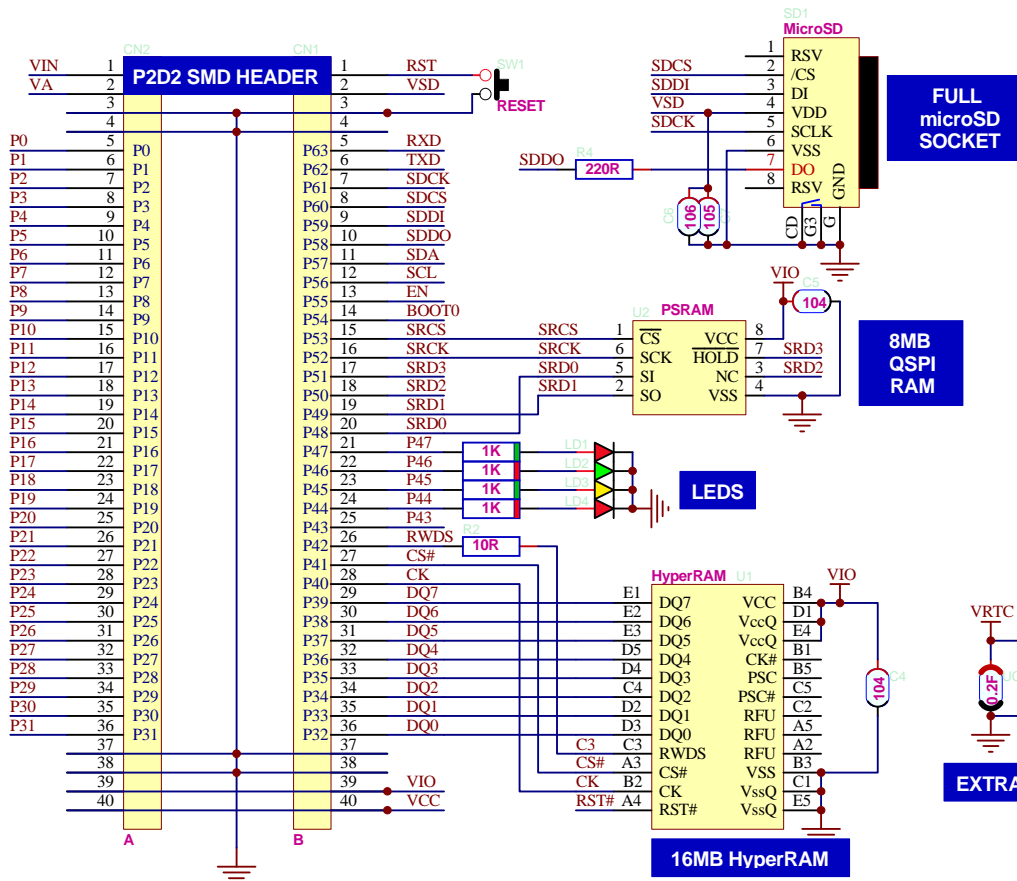 CN2
CN1
P2D2 SMD HEADER
VIN 1
VA 2
3
4
P0 5 P0
P1 6 P1
P2 7 P2
P3 8 P3
P4 9 P4
P5 10 P5
P6 11 P6
P7 12 P7
P8 13 P8
P9 14 P9
P10 15 P10
P11 16 P11
P12 17 P12
P13 18 P13
P14 19 P14
P15 20 P15
P16 21 P16
P17 22 P17
P18 23 P18
P19 24 P19
P20 25 P20
P21 26 P21
P22 27 P22
P23 28 P23
P24 29 P24
P25 30 P25
P26 31 P26
P27 32 P27
P28 33 P28
P29 34 P29
P30 35 P30
P31 36 P31
37
38
39
40
A
1 RST
2 VSD
3
4
P63 5 RXD
P62 6 TXD
P61 7 SDCK
P60 8 SDCS
P59 9 SDDI
P58 10 SDDO
P57 11 SDA
P56 12 SCL
P55 13 EN
P54 14 BOOT0
P53 15 SRCS
P52 16 SRCK
P51 17 SRD3
P50 18 SRD2
P49 19 SRD1
P48 20 SRD0
P47 21 P47
P46 22 P46
P45 23 P45
P44 24 P44
P43 25 P43
P42 26 RWDS
P41 27 CS#
P40 28 CK
P39 29 DQ7
P38 30 DQ6
P37 31 DQ5
P36 32 DQ4
P35 33 DQ3
P34 34 DQ2
P33 35 DQ1
P32 36 DQ0
37
38
39 VIO
40 VCC
B
SW1
RESET
SD1
MicroSD
1 RSV
SDCS 2 /CS
SDDI 3 DI
VSD 4 VDD
SDCK 5 SCLK
6 VSS
SDDO R4 220R 7 DO
8 RSV
GND
CD G3 G
C6 106
105
FULL
microSD
SOCKET
VIO
C5
104
U2 PSRAM
SRCS 1 CS VCC 8
SRCK 6 SCK HOLD 7 SRD3
SRD0 5 SI NC 3 SRD2
SRD1 2 SO VSS 4
8MB
QSPI
RAM
1K LD1
1K LD2
1K LD3
1K LD4
LEDS
R2
10R
HyperRAM U1
VIO
E1 DQ7 VCC B4
E2 DQ6 VccQ D1
E3 DQ5 VccQ E4
D5 DQ4 CK# B1
D4 DQ3 PSC B5
C4 DQ2 PSC# C5
D2 DQ1 RFU C2
D3 DQ0 RFU A5
C3 C3 RWDS RFU A2
CS# A3 CS# VSS B3
CK B2 CK VssQ C1
RST# A4 RST# VssQ E5
104 C4
16MB HyperRAM
VRTC
0.2F
EXTRA